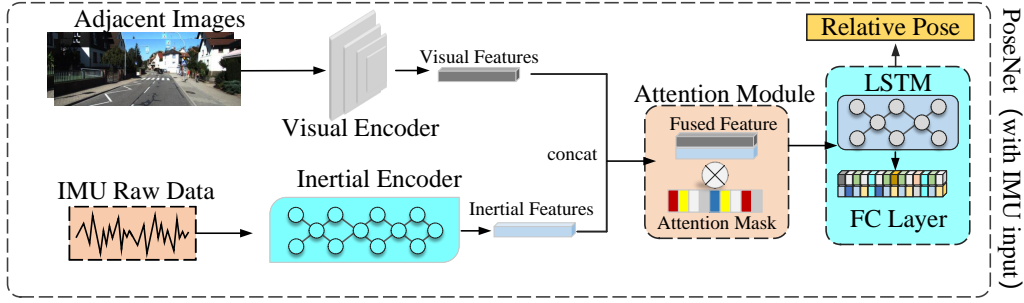 Adjacent Images
Visual Features
Visual Encoder
IMU Raw Data
Inertial Encoder
Inertial Features
concat
Attention Module
Fused Feature
Attention Mask
Relative Pose
LSTM
FC Layer
PoseNet (with IMU input)